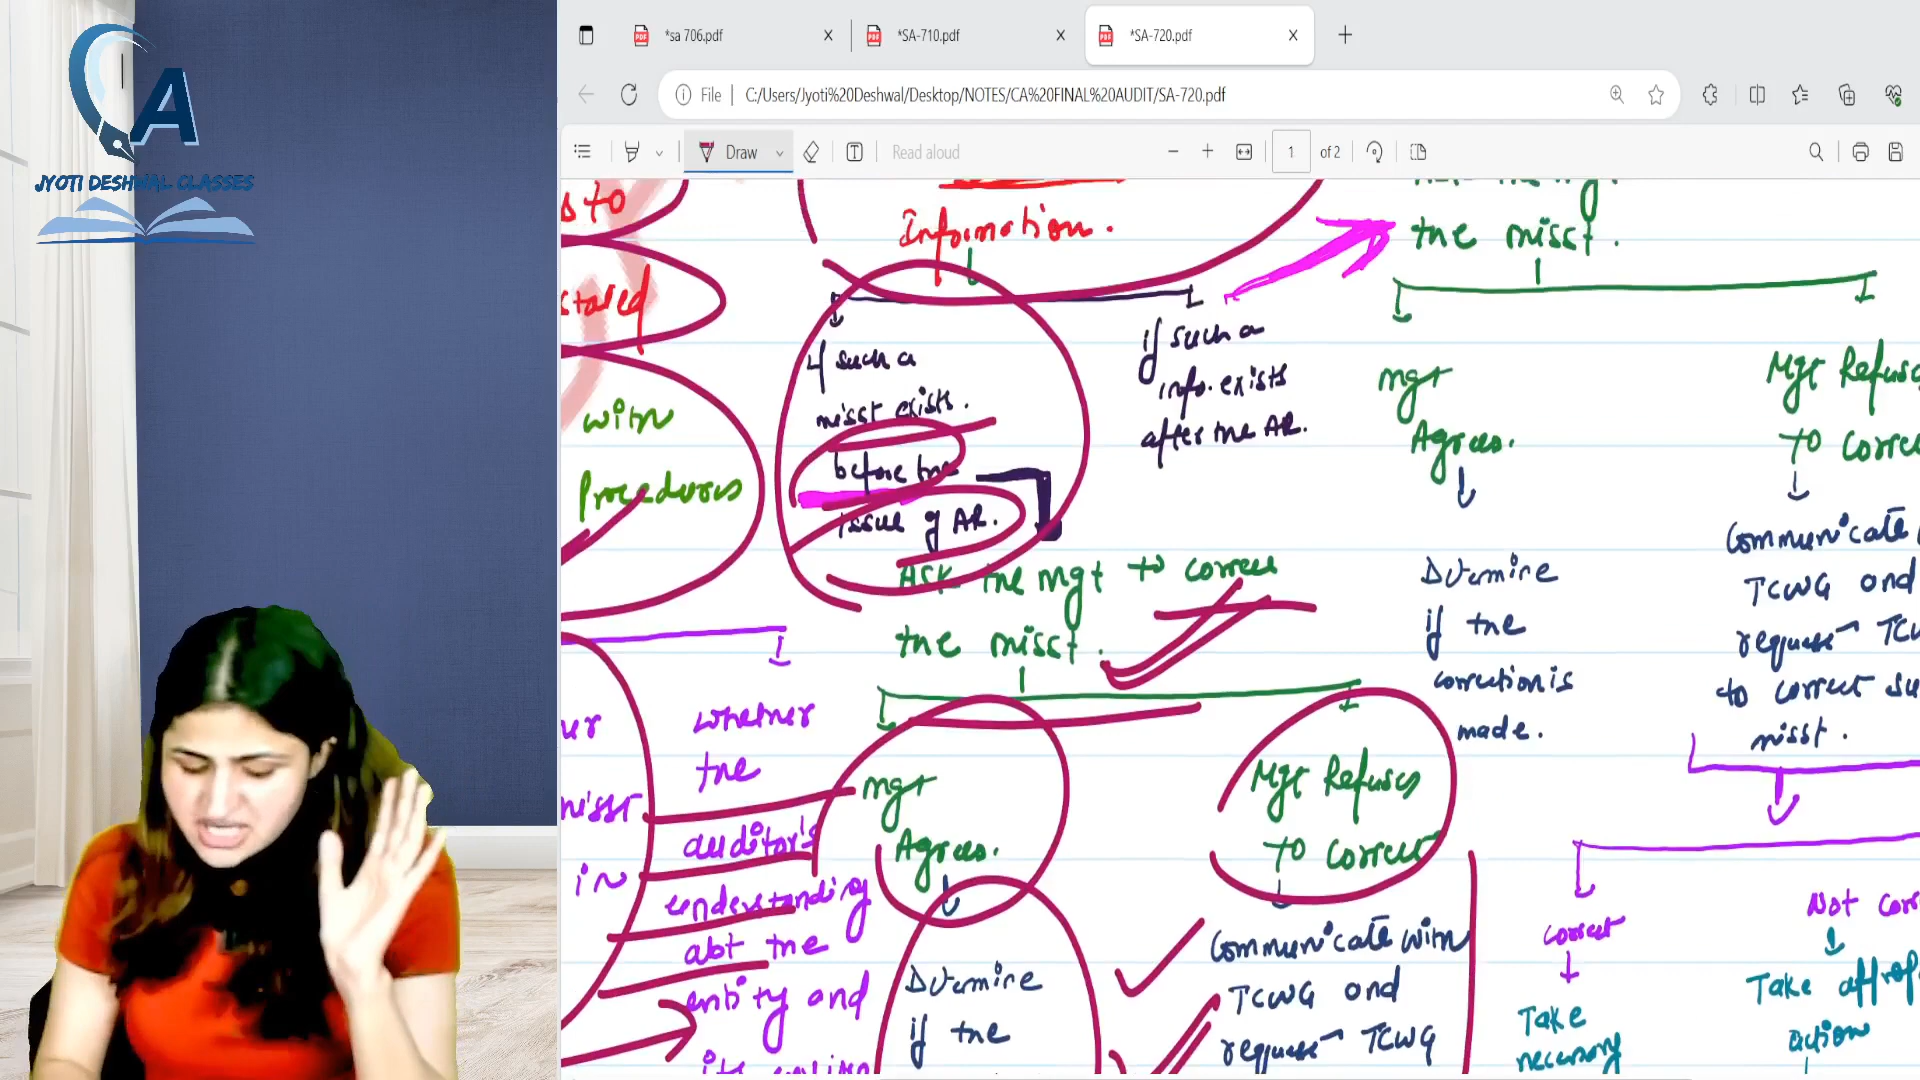 A
JYOTI DESHWAL CLASSES
*sa 706.pdf
*SA-710.pdf
*SA-720.pdf
File
C:/Users/Jyoti%20Deshwal/Desktop/NOTES/CA%20FINAL%20AUDIT/SA-720.pdf
Draw
Read aloud
1
of 2
Information.
the misst.
If such a
misst exists.
before the
issue of AR.
if such a
info. exists
after the AR.
with
Procedures
Mgt
Agrees.
Mgt Refuses
TO Correct
Determine
if the
correction is
made.
Communicate
TCWG and
request
to correct
misst.
ASK the Mgt to correct
the misst.
whether
the
auditor's
understanding
abt the
entity and
misst
in
Mgt
Agrees.
Mgt Refuses
TO Correct
Determine
if the
Communicate with
TCWG and
request TCWG
correct
Take
necessary
Not
Take
action